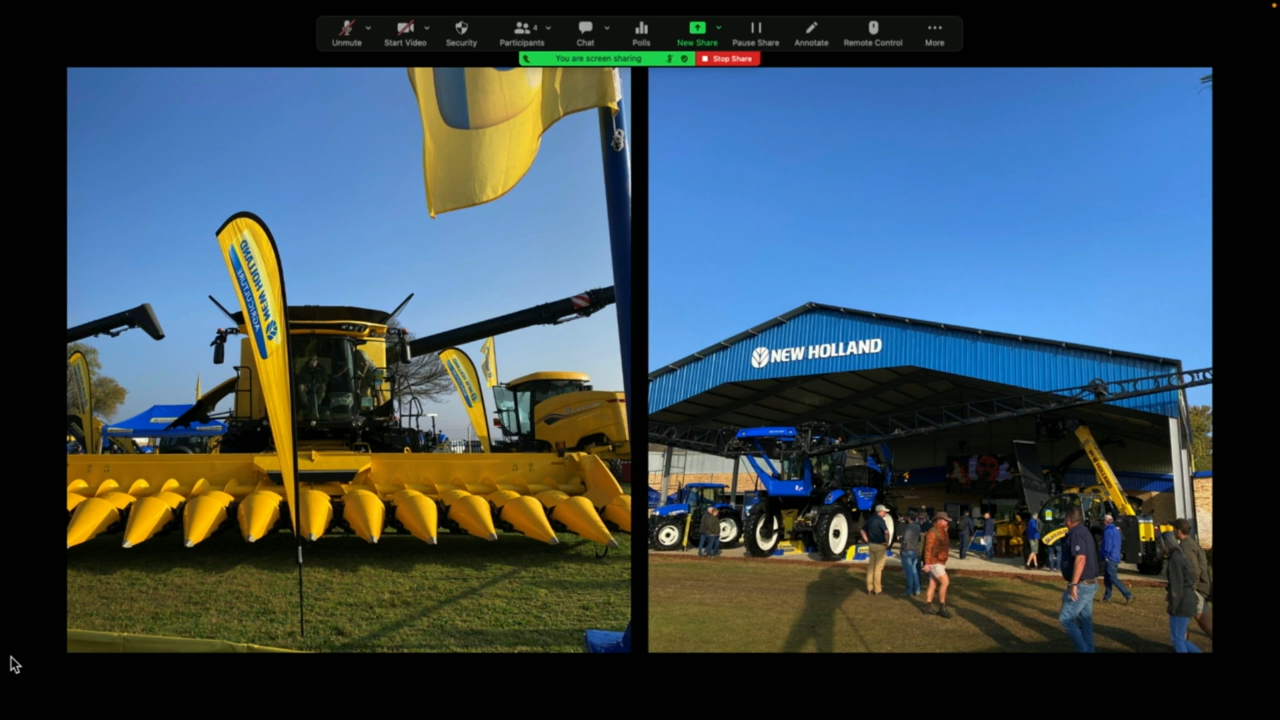 Unmute
Start Video
Security
4
Participants
Chat
Polls
New Share
Pause Share
Annotate
Remote Control
More
You are screen sharing
Stop Share
NEW HOLLAND
AGRICULTURE
NEW HOLLAND